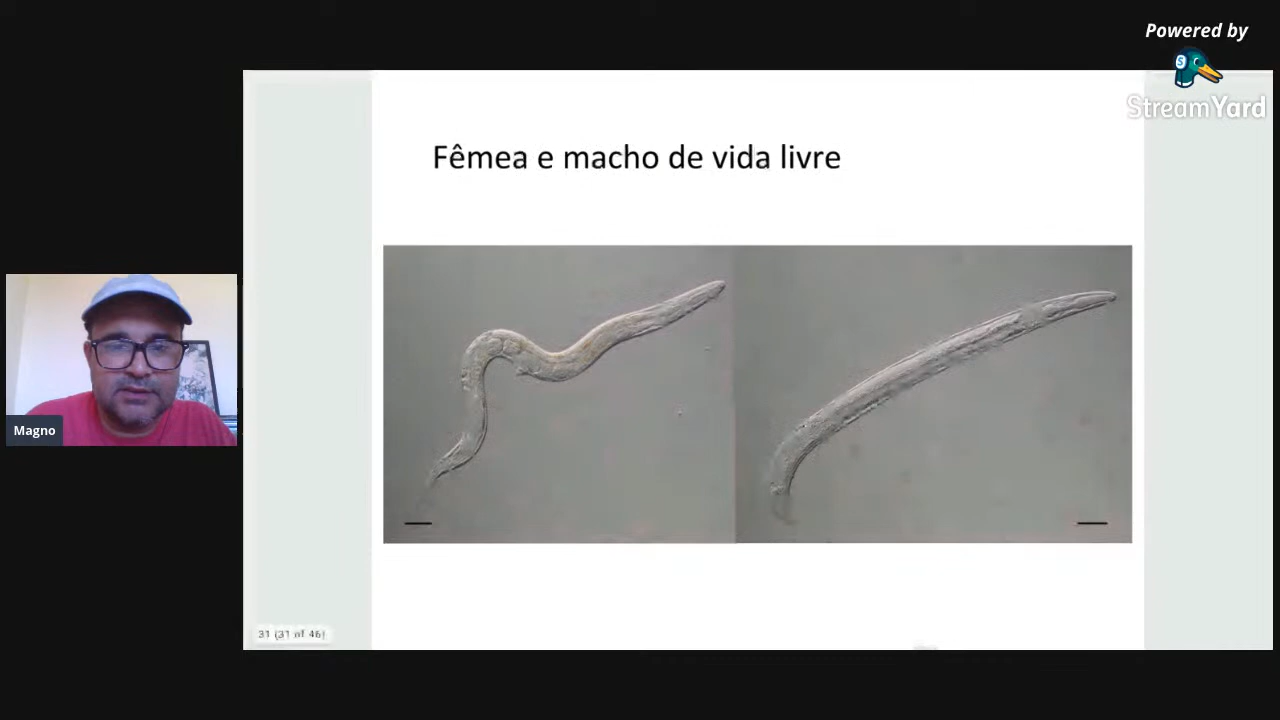 Powered by
StreamYard
Fêmea e macho de vida livre
Magno
31 (31 of 46)